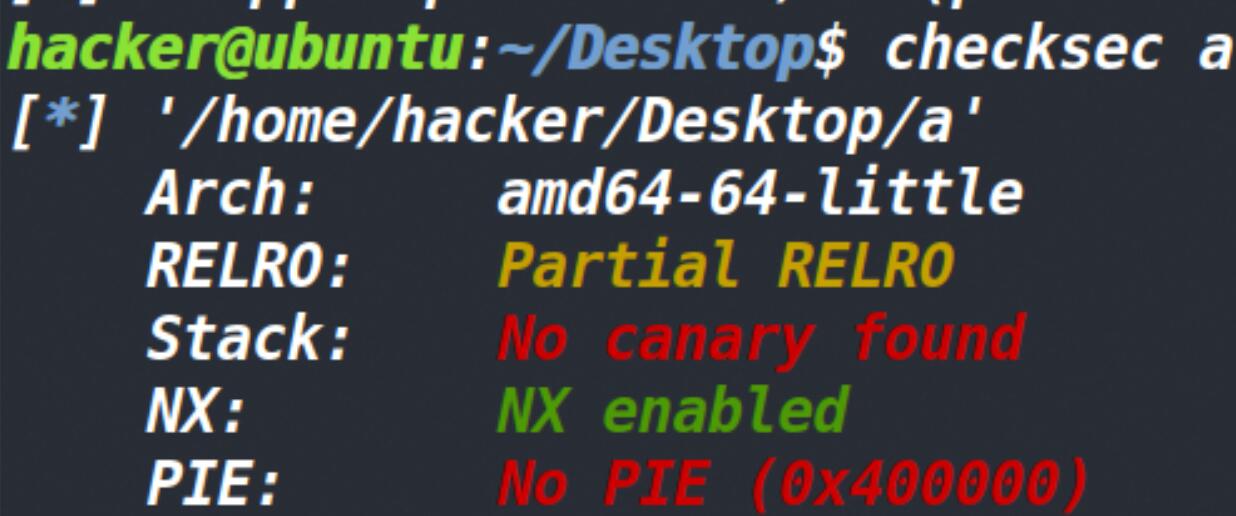 hacker@ubuntu:~/Desktop$ checksec a
[*] '/home/hacker/Desktop/a'
Arch: amd64-64-little
RELRO: Partial RELRO
Stack: No canary found
NX: NX enabled
PIE: No PIE (0x400000)